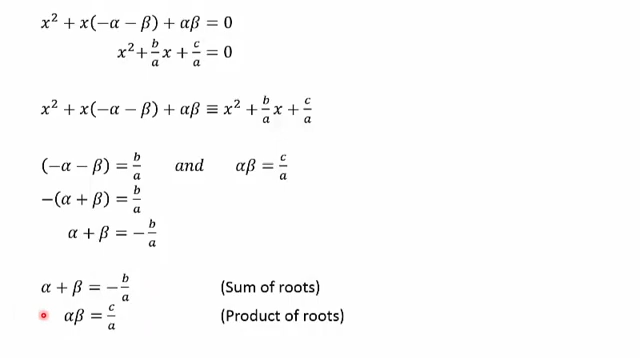 x² + x(−α − β) + αβ = 0
x² + b/a x + c/a = 0
x² + x(−α − β) + αβ ≡ x² + b/a x + c/a
(−α − β) = b/a and αβ = c/a
−(α + β) = b/a
α + β = − b/a
α + β = − b/a (Sum of roots)
αβ = c/a (Product of roots)